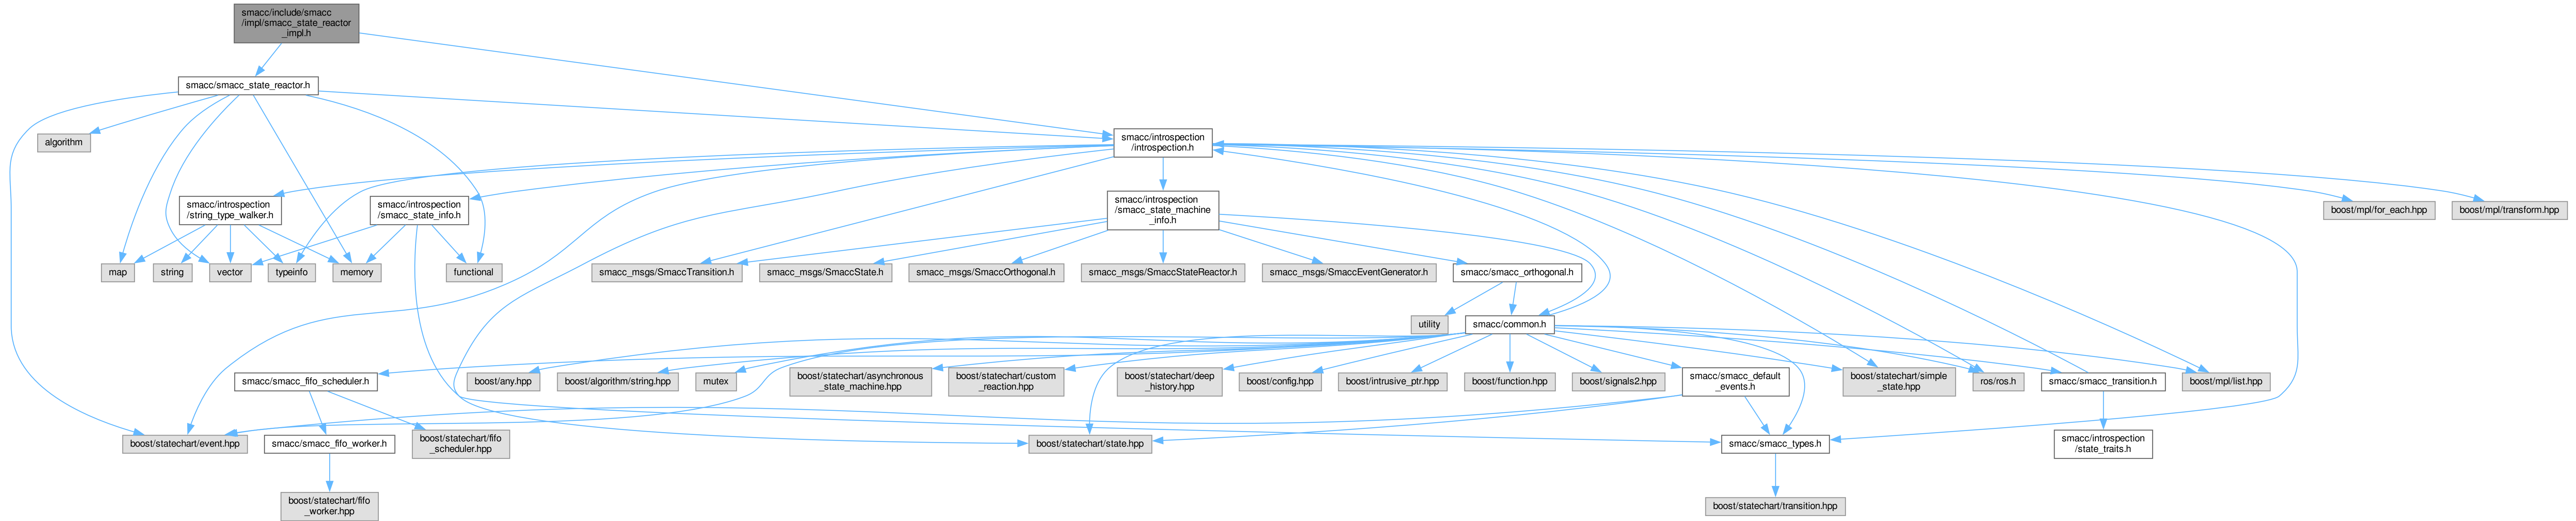 smacc/include/smacc
/impl/smacc_state_reactor
_impl.h
smacc/smacc_state_reactor.h
algorithm
smacc/introspection
/introspection.h
smacc/introspection
/string_type_walker.h
smacc/introspection
/smacc_state_info.h
smacc/introspection
/smacc_state_machine
_info.h
boost/mpl/for_each.hpp
boost/mpl/transform.hpp
map
string
vector
typeinfo
memory
functional
smacc_msgs/SmaccTransition.h
smacc_msgs/SmaccState.h
smacc_msgs/SmaccOrthogonal.h
smacc_msgs/SmaccStateReactor.h
smacc_msgs/SmaccEventGenerator.h
smacc/smacc_orthogonal.h
utility
smacc/common.h
smacc/smacc_fifo_scheduler.h
boost/any.hpp
boost/algorithm/string.hpp
mutex
boost/statechart/asynchronous
_state_machine.hpp
boost/statechart/custom
_reaction.hpp
boost/statechart/deep
_history.hpp
boost/config.hpp
boost/intrusive_ptr.hpp
boost/function.hpp
boost/signals2.hpp
smacc/smacc_default
_events.h
boost/statechart/simple
_state.hpp
ros/ros.h
smacc/smacc_transition.h
boost/mpl/list.hpp
boost/statechart/event.hpp
smacc/smacc_fifo_worker.h
boost/statechart/fifo
_scheduler.hpp
boost/statechart/state.hpp
smacc/smacc_types.h
smacc/introspection
/state_traits.h
boost/statechart/fifo
_worker.hpp
boost/statechart/transition.hpp